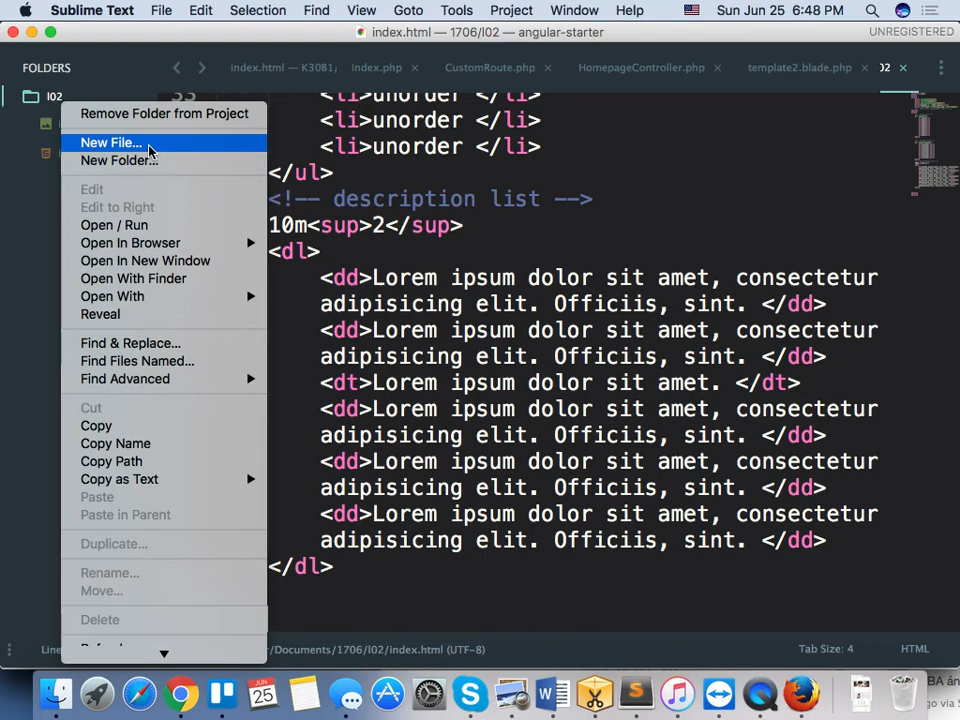 Sublime Text File Edit Selection Find View Goto Tools Project Window Help Sun Jun 25 6:48 PM
index.html — 1706/l02 — angular-starter UNREGISTERED
FOLDERS index.html — K30B1 index.php CustomRoute.php HomepageController.php template2.blade.php 02
l02
33 <li>unorder </li>
<li>unorder </li>
<li>unorder </li>
</ul>
<!-- description list -->
10m<sup>2</sup>
<dl>
<dd>Lorem ipsum dolor sit amet, consectetur
adipisicing elit. Officiis, sint. </dd>
<dd>Lorem ipsum dolor sit amet, consectetur
adipisicing elit. Officiis, sint. </dd>
<dt>Lorem ipsum dolor sit amet. </dt>
<dd>Lorem ipsum dolor sit amet, consectetur
adipisicing elit. Officiis, sint. </dd>
<dd>Lorem ipsum dolor sit amet, consectetur
adipisicing elit. Officiis, sint. </dd>
<dd>Lorem ipsum dolor sit amet, consectetur
adipisicing elit. Officiis, sint. </dd>
</dl>
Remove Folder from Project
New File...
New Folder...
Edit
Edit to Right
Open / Run
Open In Browser
Open In New Window
Open With Finder
Open With
Reveal
Find & Replace...
Find Files Named...
Find Advanced
Cut
Copy
Copy Name
Copy Path
Copy as Text
Paste
Paste in Parent
Duplicate...
Rename...
Move...
Delete
Line /Documents/1706/l02/index.html (UTF-8) Tab Size: 4 HTML
JUN
25
BA án
go via S